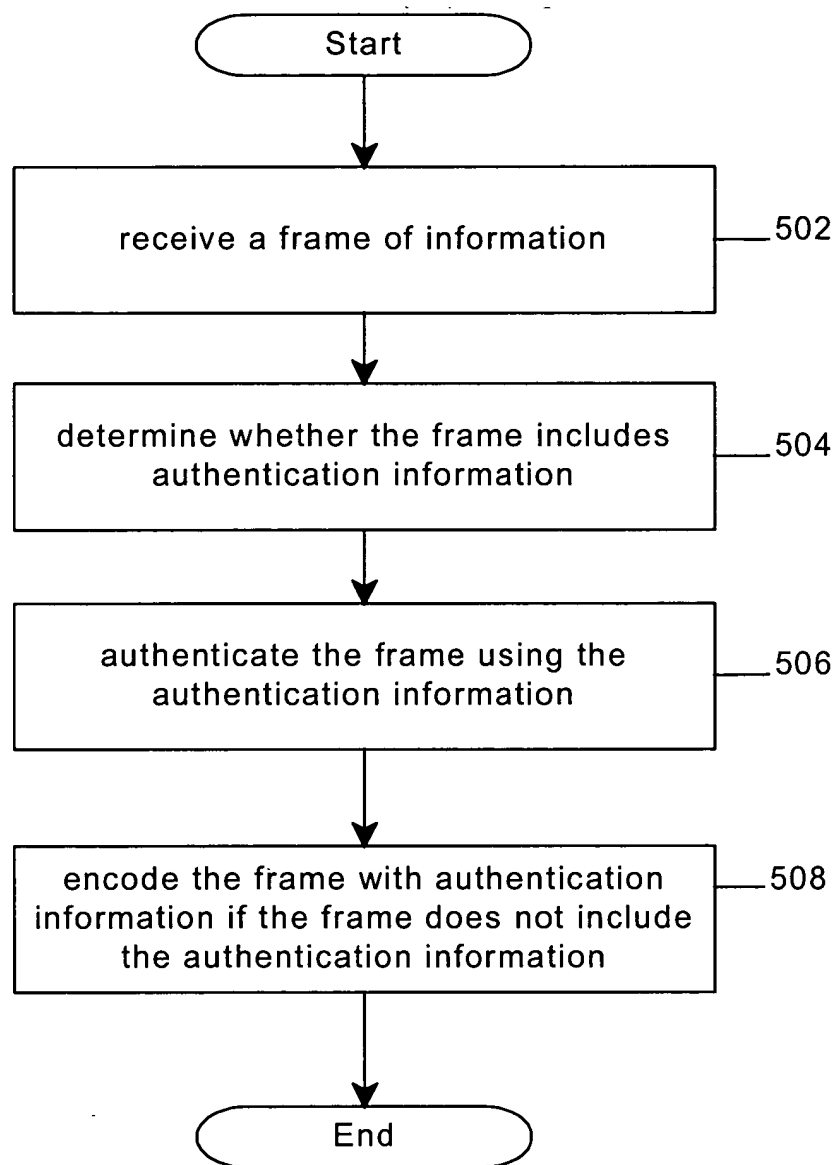 Start
receive a frame of information
502
determine whether the frame includes
authentication information
504
authenticate the frame using the
authentication information
506
encode the frame with authentication
information if the frame does not include
the authentication information
508
End